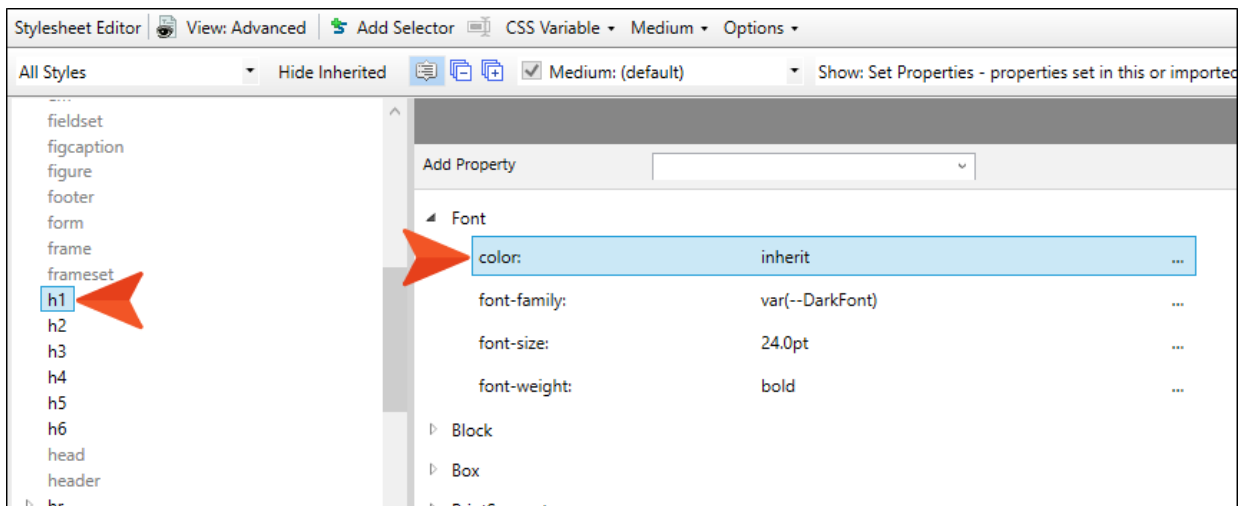 Stylesheet Editor View: Advanced Add Selector CSS Variable Medium Options
All Styles Hide Inherited Medium: (default) Show: Set Properties - properties set in this or imported
fieldset
figcaption
figure
footer
form
frame
frameset
h1
h2
h3
h4
h5
h6
head
header
hr
Add Property
Font
color: inherit ...
font-family: var(--DarkFont) ...
font-size: 24.0pt ...
font-weight: bold ...
Block
Box